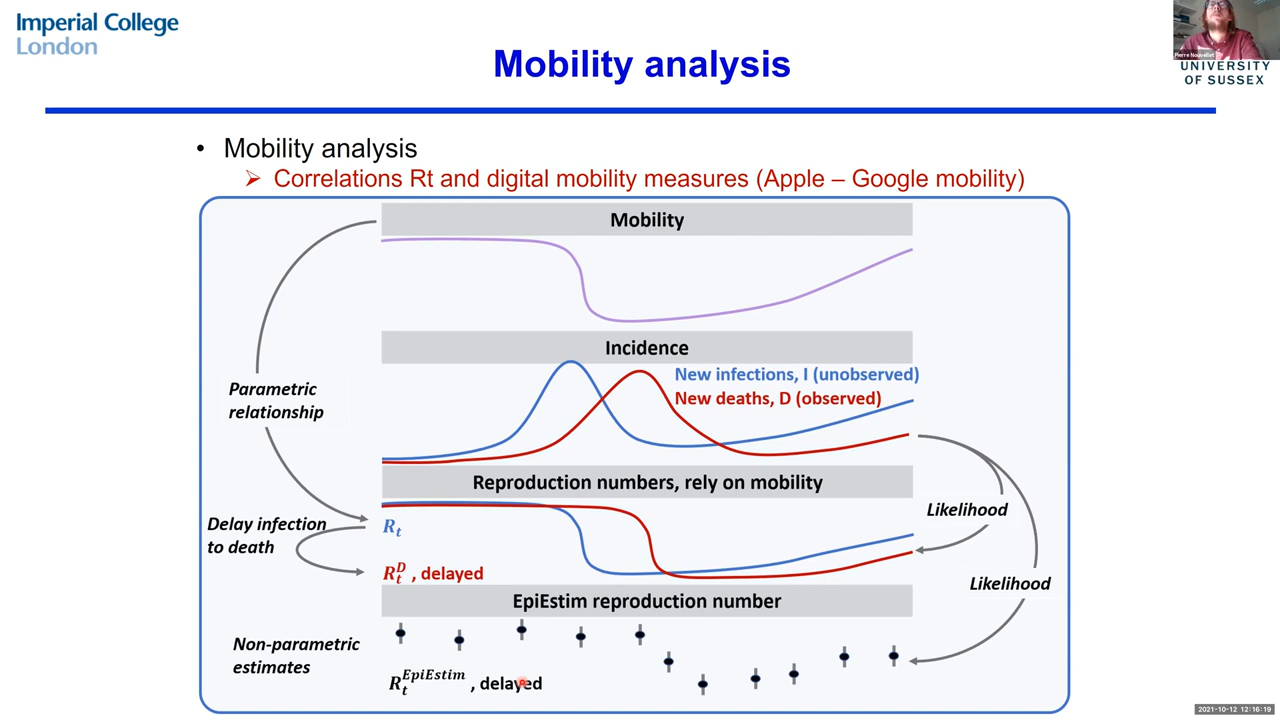 Imperial College
London
Mobility analysis
Pierre Nouvellet
UNIVERSITY
OF SUSSEX
• Mobility analysis
➢ Correlations Rt and digital mobility measures (Apple – Google mobility)
Mobility
Incidence
New infections, I (unobserved)
New deaths, D (observed)
Parametric
relationship
Reproduction numbers, rely on mobility
Likelihood
Delay infection
to death
R_t
R_t^D , delayed
Likelihood
EpiEstim reproduction number
Non-parametric
estimates
R_t^EpiEstim , delayed
2021-10-12 12:16:19